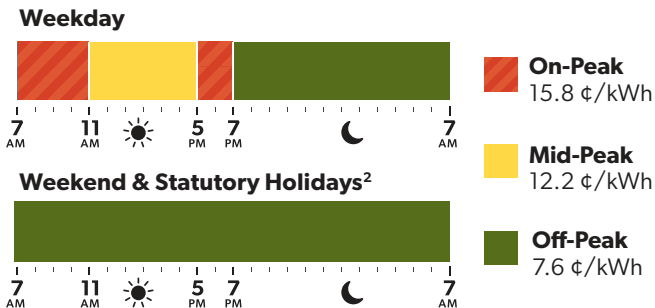 Weekday
7 AM 11 AM 5 PM 7 PM 7 AM
On-Peak
15.8 ¢/kWh
Mid-Peak
12.2 ¢/kWh
Weekend & Statutory Holidays²
7 AM 11 AM 5 PM 7 PM 7 AM
Off-Peak
7.6 ¢/kWh